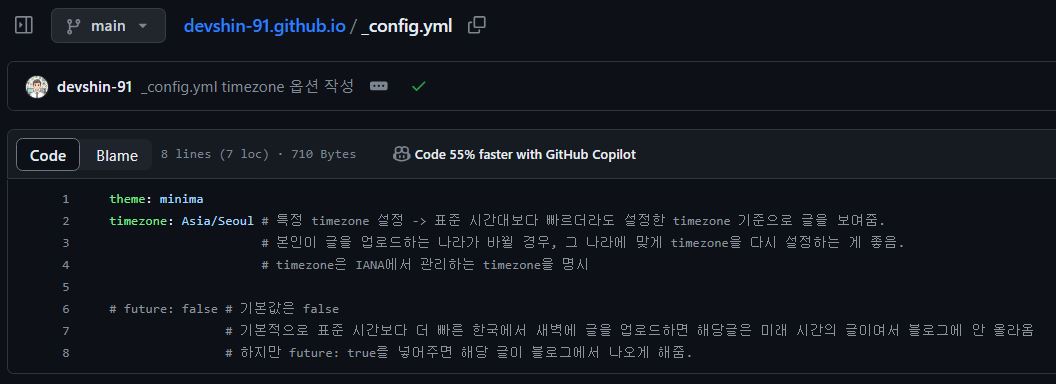 main
devshin-91.github.io / _config.yml
devshin-91 _config.yml timezone 옵션 작성
Code Blame 8 lines (7 loc) · 710 Bytes Code 55% faster with GitHub Copilot
1 theme: minima
2 timezone: Asia/Seoul # 특정 timezone 설정 -> 표준 시간대보다 빠르더라도 설정한 timezone 기준으로 글을 보여줌.
3 # 본인이 글을 업로드하는 나라가 바뀔 경우, 그 나라에 맞게 timezone을 다시 설정하는 게 좋음.
4 # timezone은 IANA에서 관리하는 timezone을 명시
5
6 # future: false # 기본값은 false
7 # 기본적으로 표준 시간보다 더 빠른 한국에서 새벽에 글을 업로드하면 해당글은 미래 시간의 글이여서 블로그에 안 올라옴
8 # 하지만 future: true를 넣어주면 해당 글이 블로그에서 나오게 해줌.